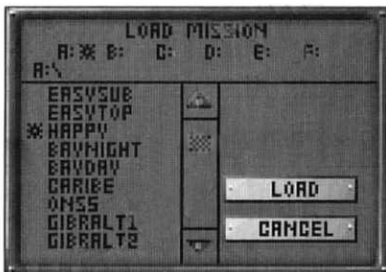 LOAD MISSION
A: B: C: D: E: F:
A:\
EASYSUB
EASYTOP
HAPPY
BAYNIGHT
BAYDAY
CARIBE
ONSS
GIBRALT1
GIBRALT2
LOAD
CANCEL